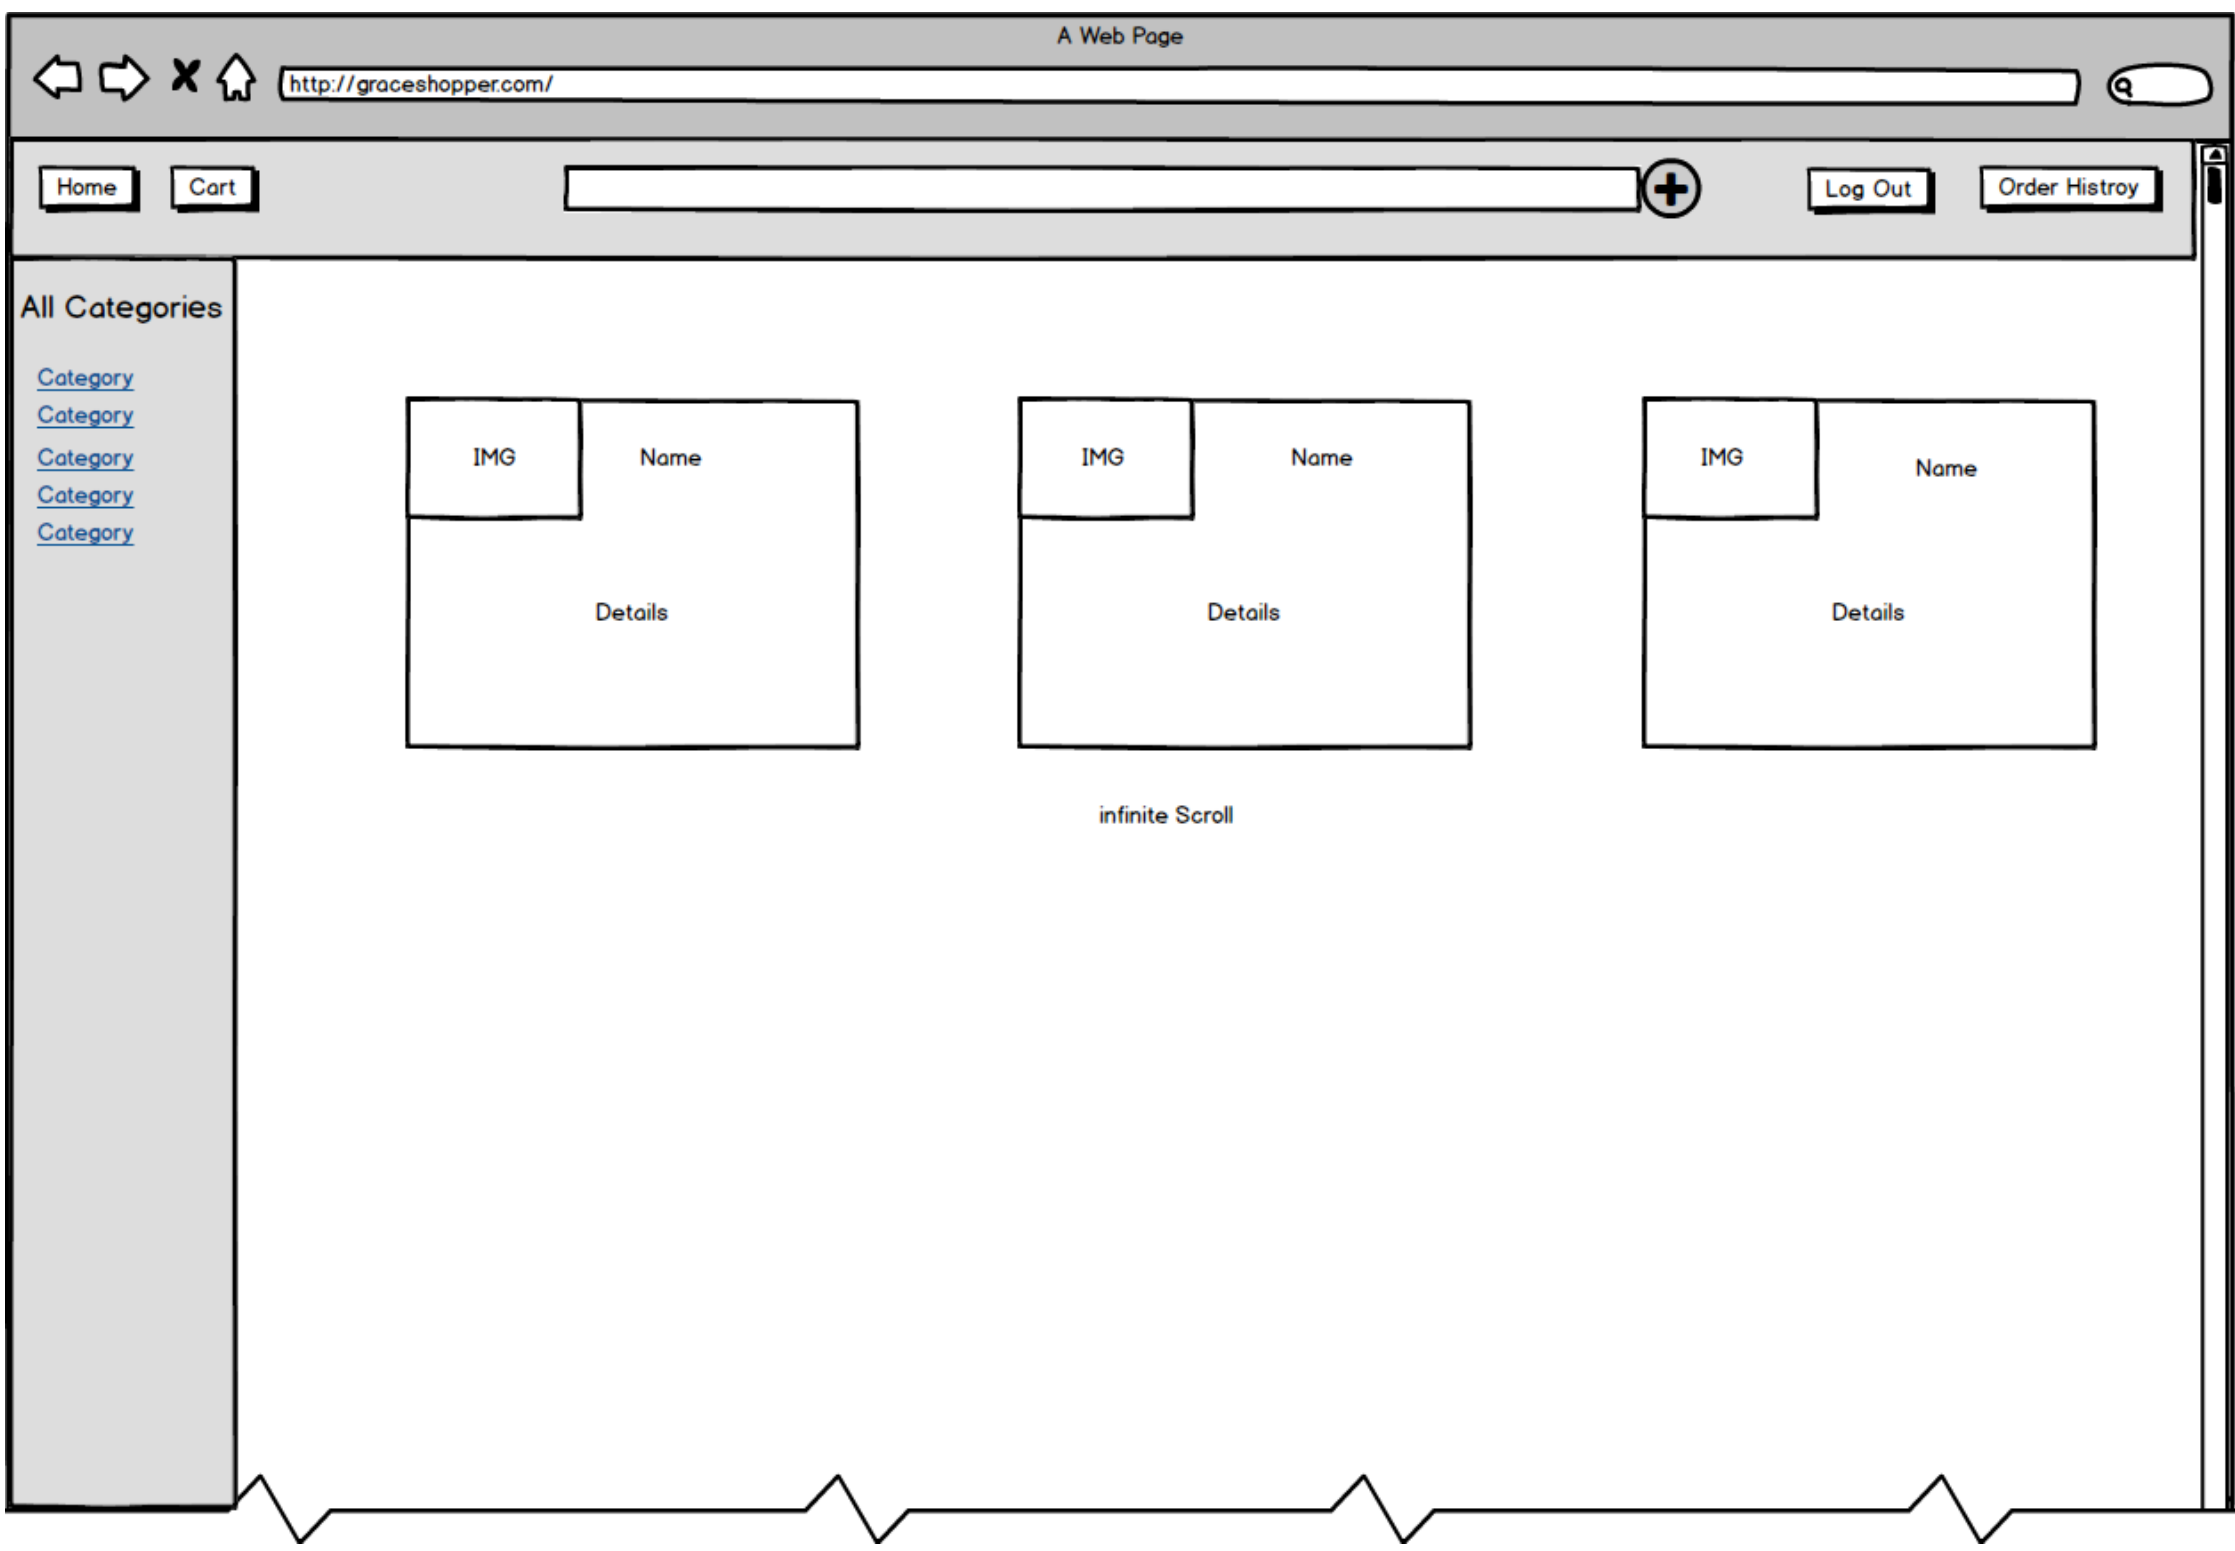 A Web Page
http://graceshopper.com/
Home
Cart
Log Out
Order Histroy
All Categories
Category
Category
Category
Category
Category
IMG
Name
Details
IMG
Name
Details
IMG
Name
Details
infinite Scroll